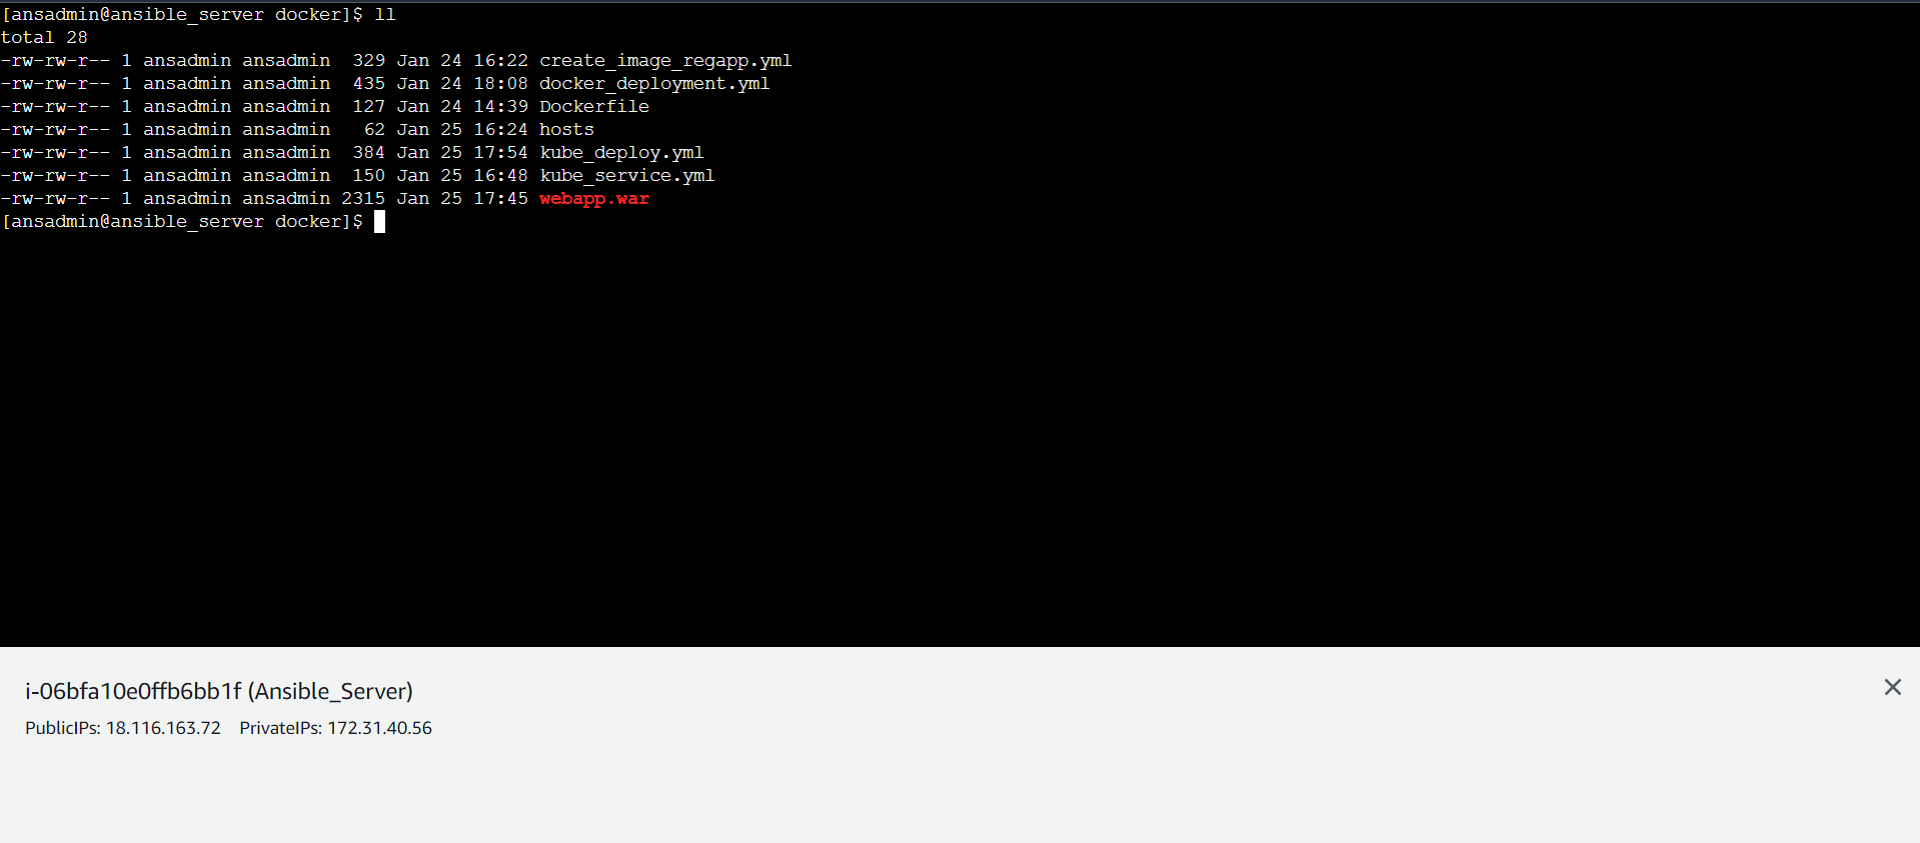 [ansadmin@ansible_server docker]$ ll
total 28
-rw-rw-r-- 1 ansadmin ansadmin  329 Jan 24 16:22 create_image_regapp.yml
-rw-rw-r-- 1 ansadmin ansadmin  435 Jan 24 18:08 docker_deployment.yml
-rw-rw-r-- 1 ansadmin ansadmin  127 Jan 24 14:39 Dockerfile
-rw-rw-r-- 1 ansadmin ansadmin   62 Jan 25 16:24 hosts
-rw-rw-r-- 1 ansadmin ansadmin  384 Jan 25 17:54 kube_deploy.yml
-rw-rw-r-- 1 ansadmin ansadmin  150 Jan 25 16:48 kube_service.yml
-rw-rw-r-- 1 ansadmin ansadmin 2315 Jan 25 17:45 webapp.war
[ansadmin@ansible_server docker]$
i-06bfa10e0ffb6bb1f (Ansible_Server)
PublicIPs: 18.116.163.72 PrivateIPs: 172.31.40.56